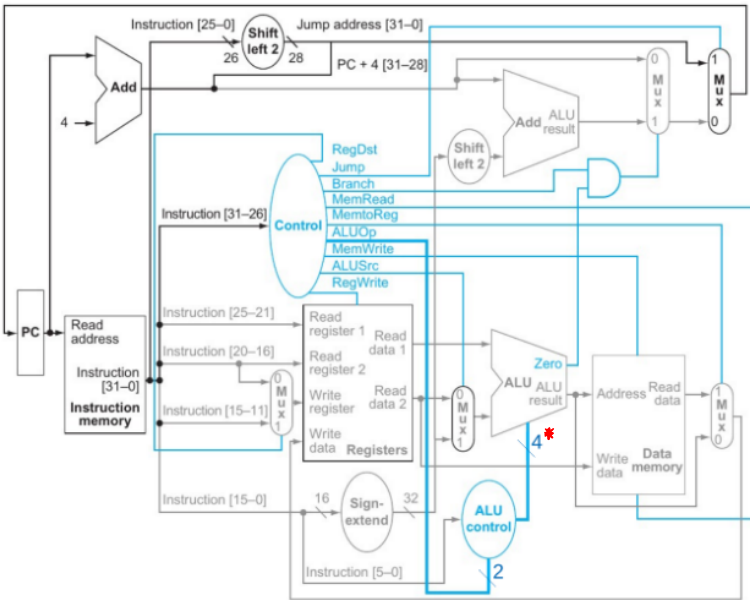 Instruction [25–0]
Shift
left 2
Jump address [31–0]
26
28
PC + 4 [31–28]
Add
4
0
M
u
x
1
1
M
u
x
0
Add
ALU
result
Shift
left 2
RegDst
Jump
Branch
MemRead
MemtoReg
ALUOp
MemWrite
ALUSrc
RegWrite
Instruction [31–26]
Control
PC
Read
address
Instruction
[31–0]
Instruction
memory
Instruction [25–21]
Instruction [20–16]
Instruction [15–11]
0
M
u
x
1
Read
register 1
Read
register 2
Write
register
Write
data
Read
data 1
Read
data 2
Registers
0
M
u
x
1
Zero
ALU
ALU
result
Address
Read
data
Write
data
Data
memory
1
M
u
x
0
4 *
Instruction [15–0]
16
Sign-
extend
32
ALU
control
Instruction [5–0]
2